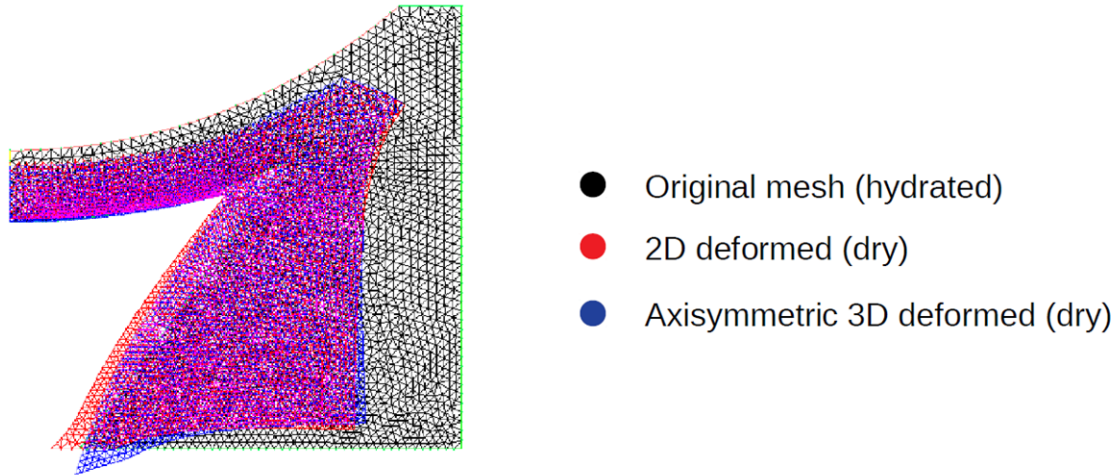 Original mesh (hydrated)
2D deformed (dry)
Axisymmetric 3D deformed (dry)